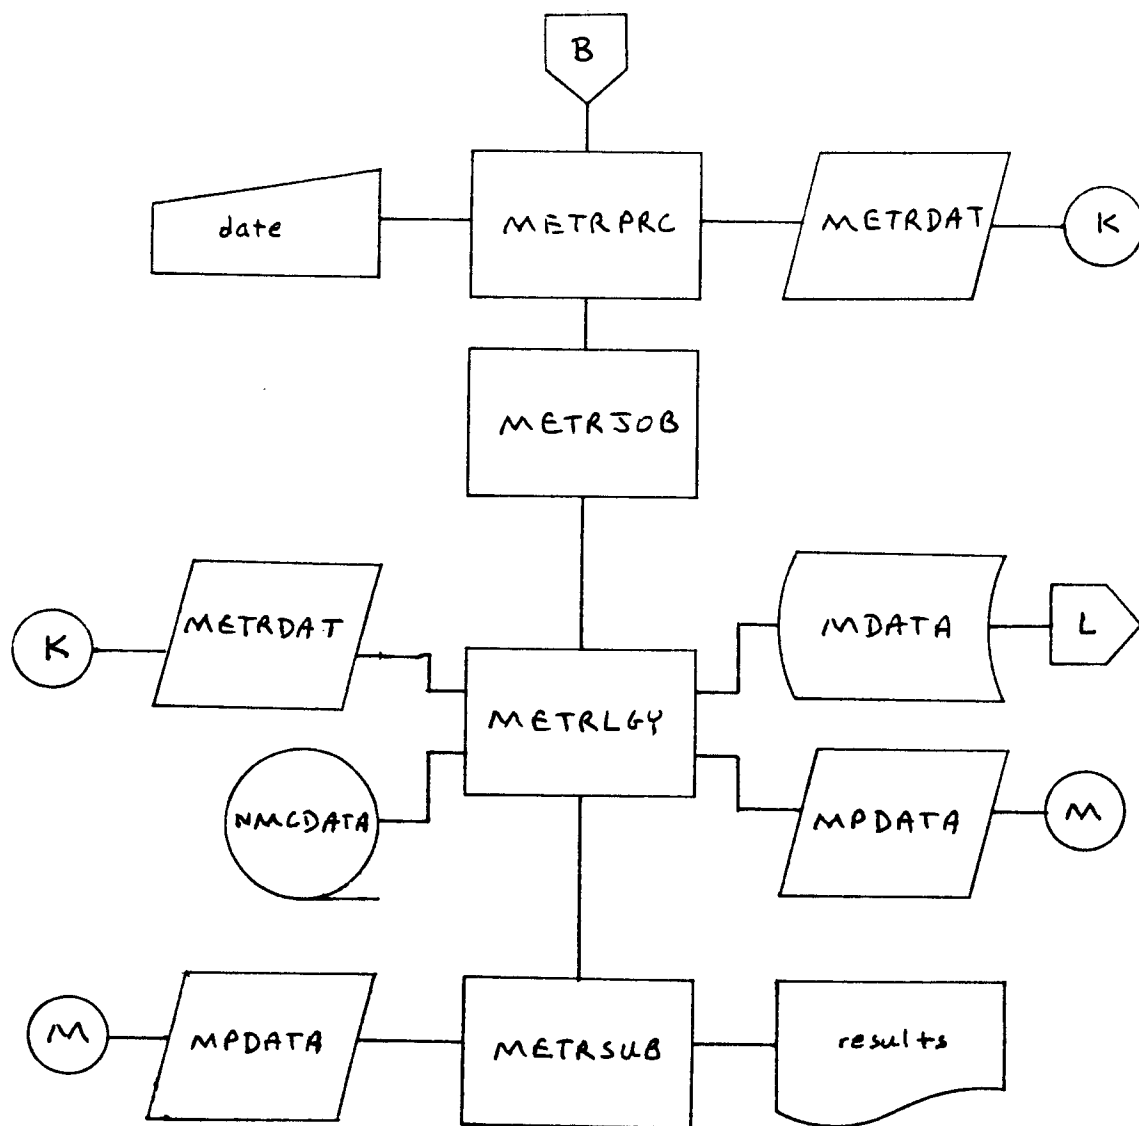 B
date
METRPRC
METRDAT
K
METRJOB
K
METRDAT
MDATA
L
METRLGY
NMCDATA
MPDATA
M
M
MPDATA
METRSUB
results